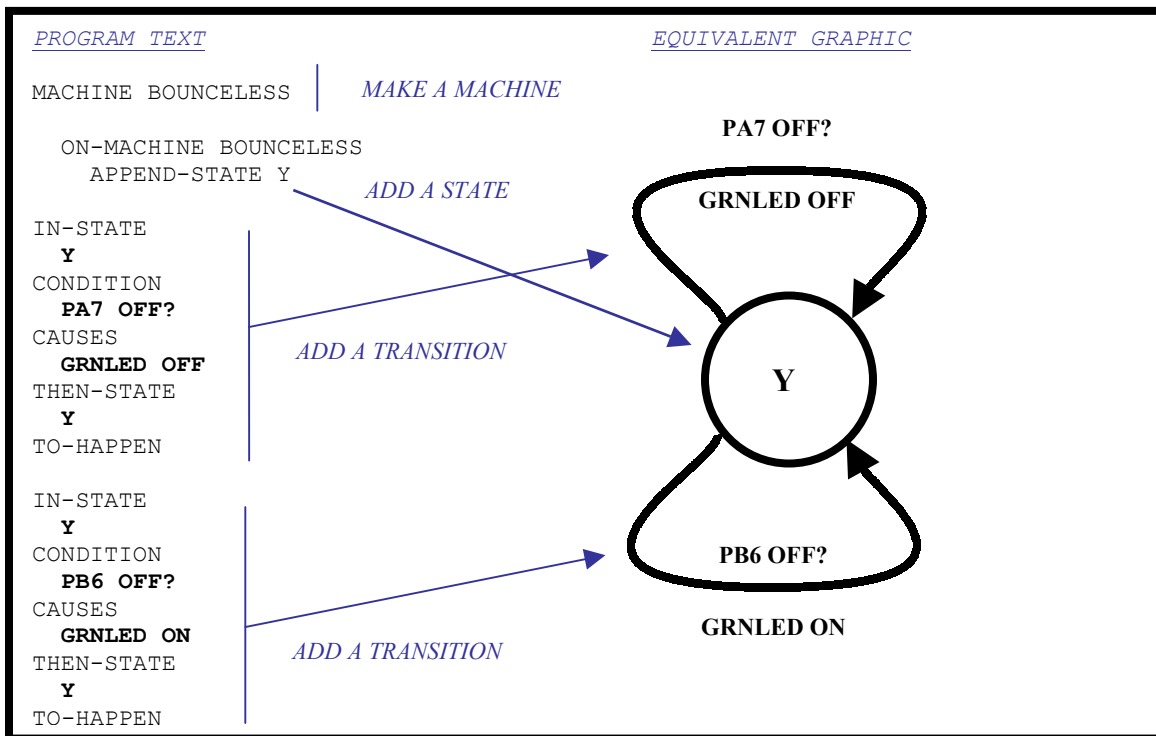 PROGRAM TEXT
EQUIVALENT GRAPHIC
MACHINE BOUNCELESS
MAKE A MACHINE
ON-MACHINE BOUNCELESS
APPEND-STATE Y
ADD A STATE
IN-STATE
Y
CONDITION
PA7 OFF?
CAUSES
GRNLED OFF
THEN-STATE
Y
TO-HAPPEN
ADD A TRANSITION
IN-STATE
Y
CONDITION
PB6 OFF?
CAUSES
GRNLED ON
THEN-STATE
Y
TO-HAPPEN
ADD A TRANSITION
PA7 OFF?
GRNLED OFF
Y
PB6 OFF?
GRNLED ON